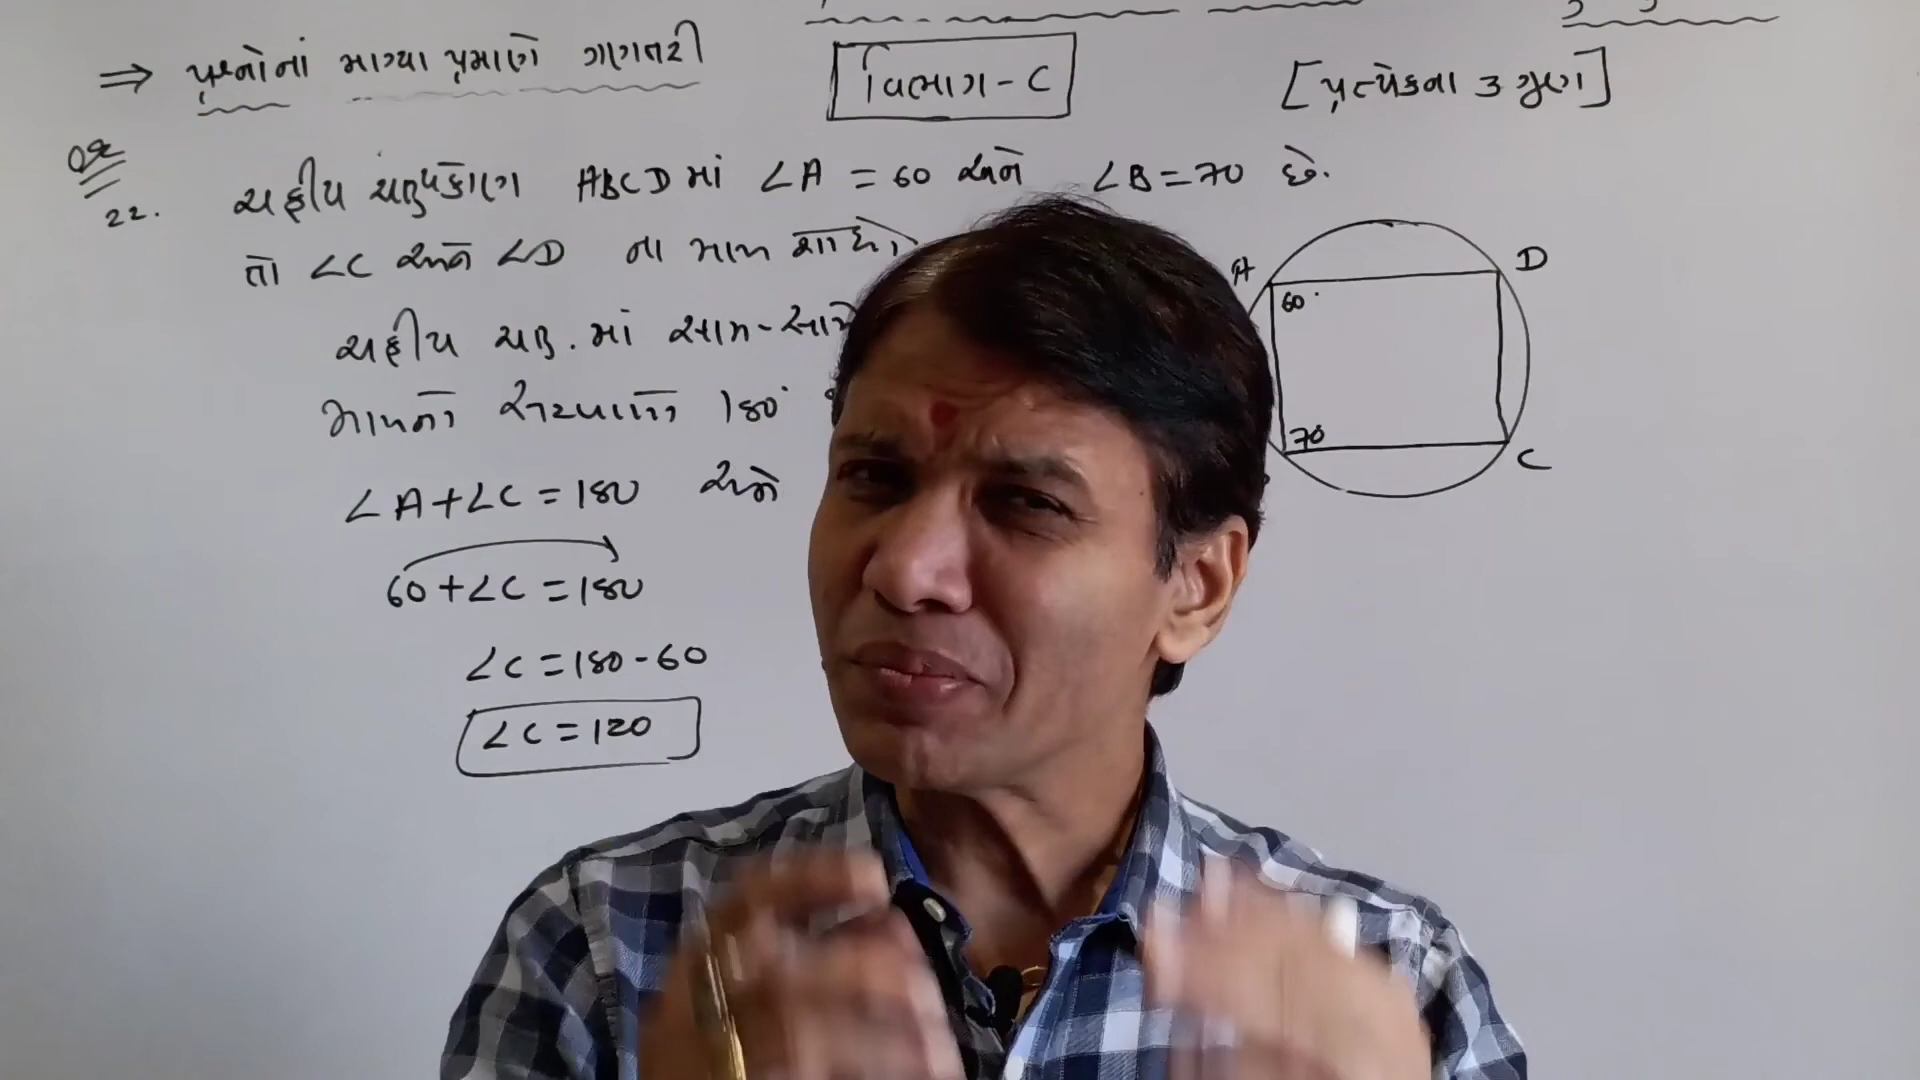 ⇒ પ્રશ્નોનાં માગ્યા પ્રમાણે ગણતરી
વિભાગ-C
[પ્રત્યેકના 3 ગુણ]
22. ચક્રીય ચતુષ્કોણ ABCD માં ∠A = 60 અને ∠B = 70 છે.
તો ∠C અને ∠D ના માપ શોધો,
ચક્રીય ચતુ. માં સામ-સામે
માપનો સરવાળો 180°
∠A + ∠C = 180 અને
60 + ∠C = 180
∠C = 180 - 60
∠C = 120
A
D
60°
70
C